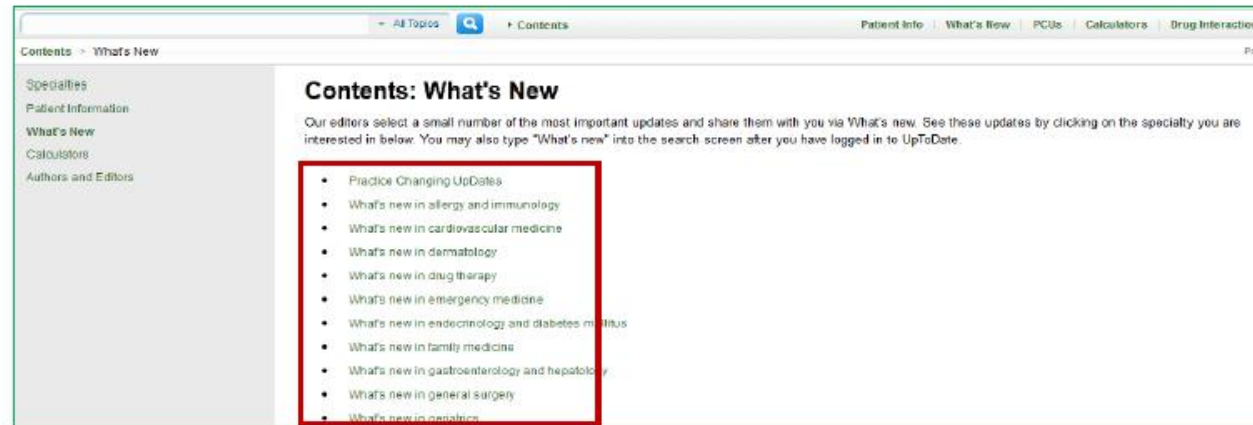 All Topics Contents Patient Info What's New PCUs Calculators Drug Interaction
Contents > What's New
Specialties
Patient Information
What's New
Calculators
Authors and Editors
Contents: What's New
Our editors select a small number of the most important updates and share them with you via What's new. See these updates by clicking on the specialty you are
interested in below. You may also type "What's new" into the search screen after you have logged in to UpToDate.
Practice Changing UpDates
What's new in allergy and immunology
What's new in cardiovascular medicine
What's new in dermatology
What's new in drug therapy
What's new in emergency medicine
What's new in endocrinology and diabetes mellitus
What's new in family medicine
What's new in gastroenterology and hepatology
What's new in general surgery
What's new in geriatrics